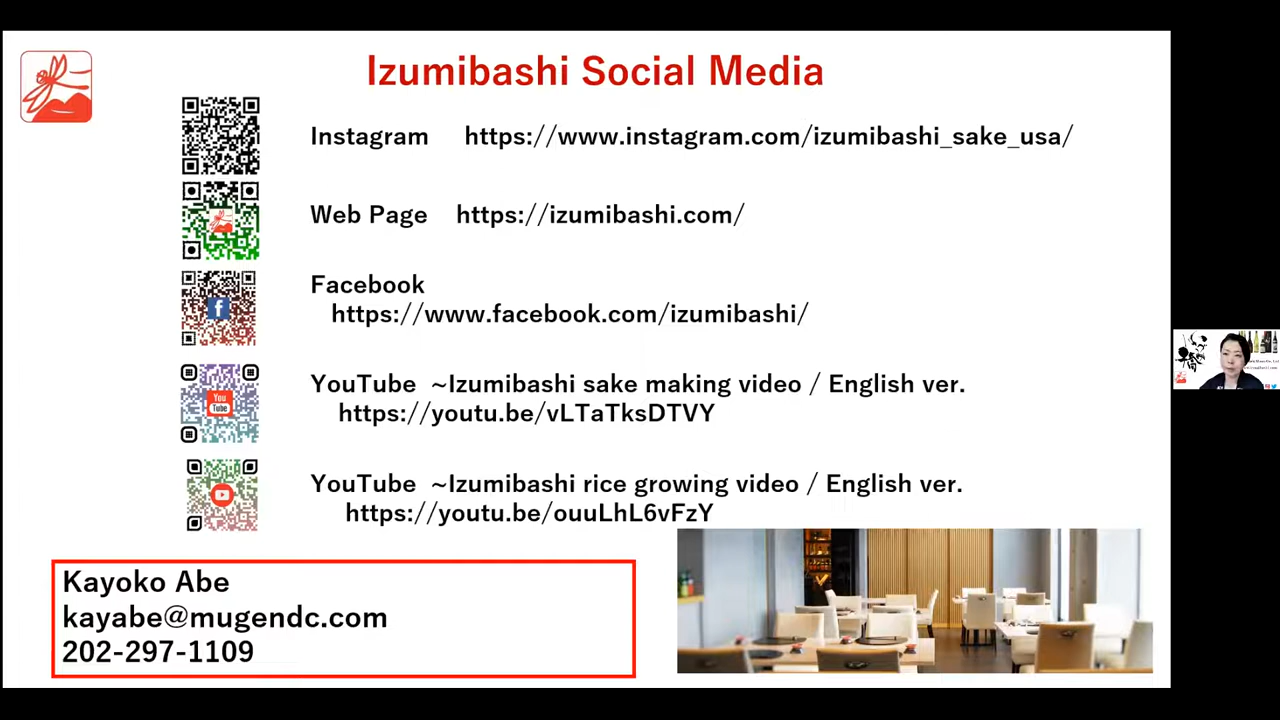 Izumibashi Social Media
Instagram https://www.instagram.com/izumibashi_sake_usa/
Web Page https://izumibashi.com/
Facebook
https://www.facebook.com/izumibashi/
YouTube ~Izumibashi sake making video / English ver.
https://youtu.be/vLTaTksDTVY
You
Tube
YouTube ~Izumibashi rice growing video / English ver.
https://youtu.be/ouuLhL6vFzY
Kayoko Abe
kayabe@mugendc.com
202-297-1109